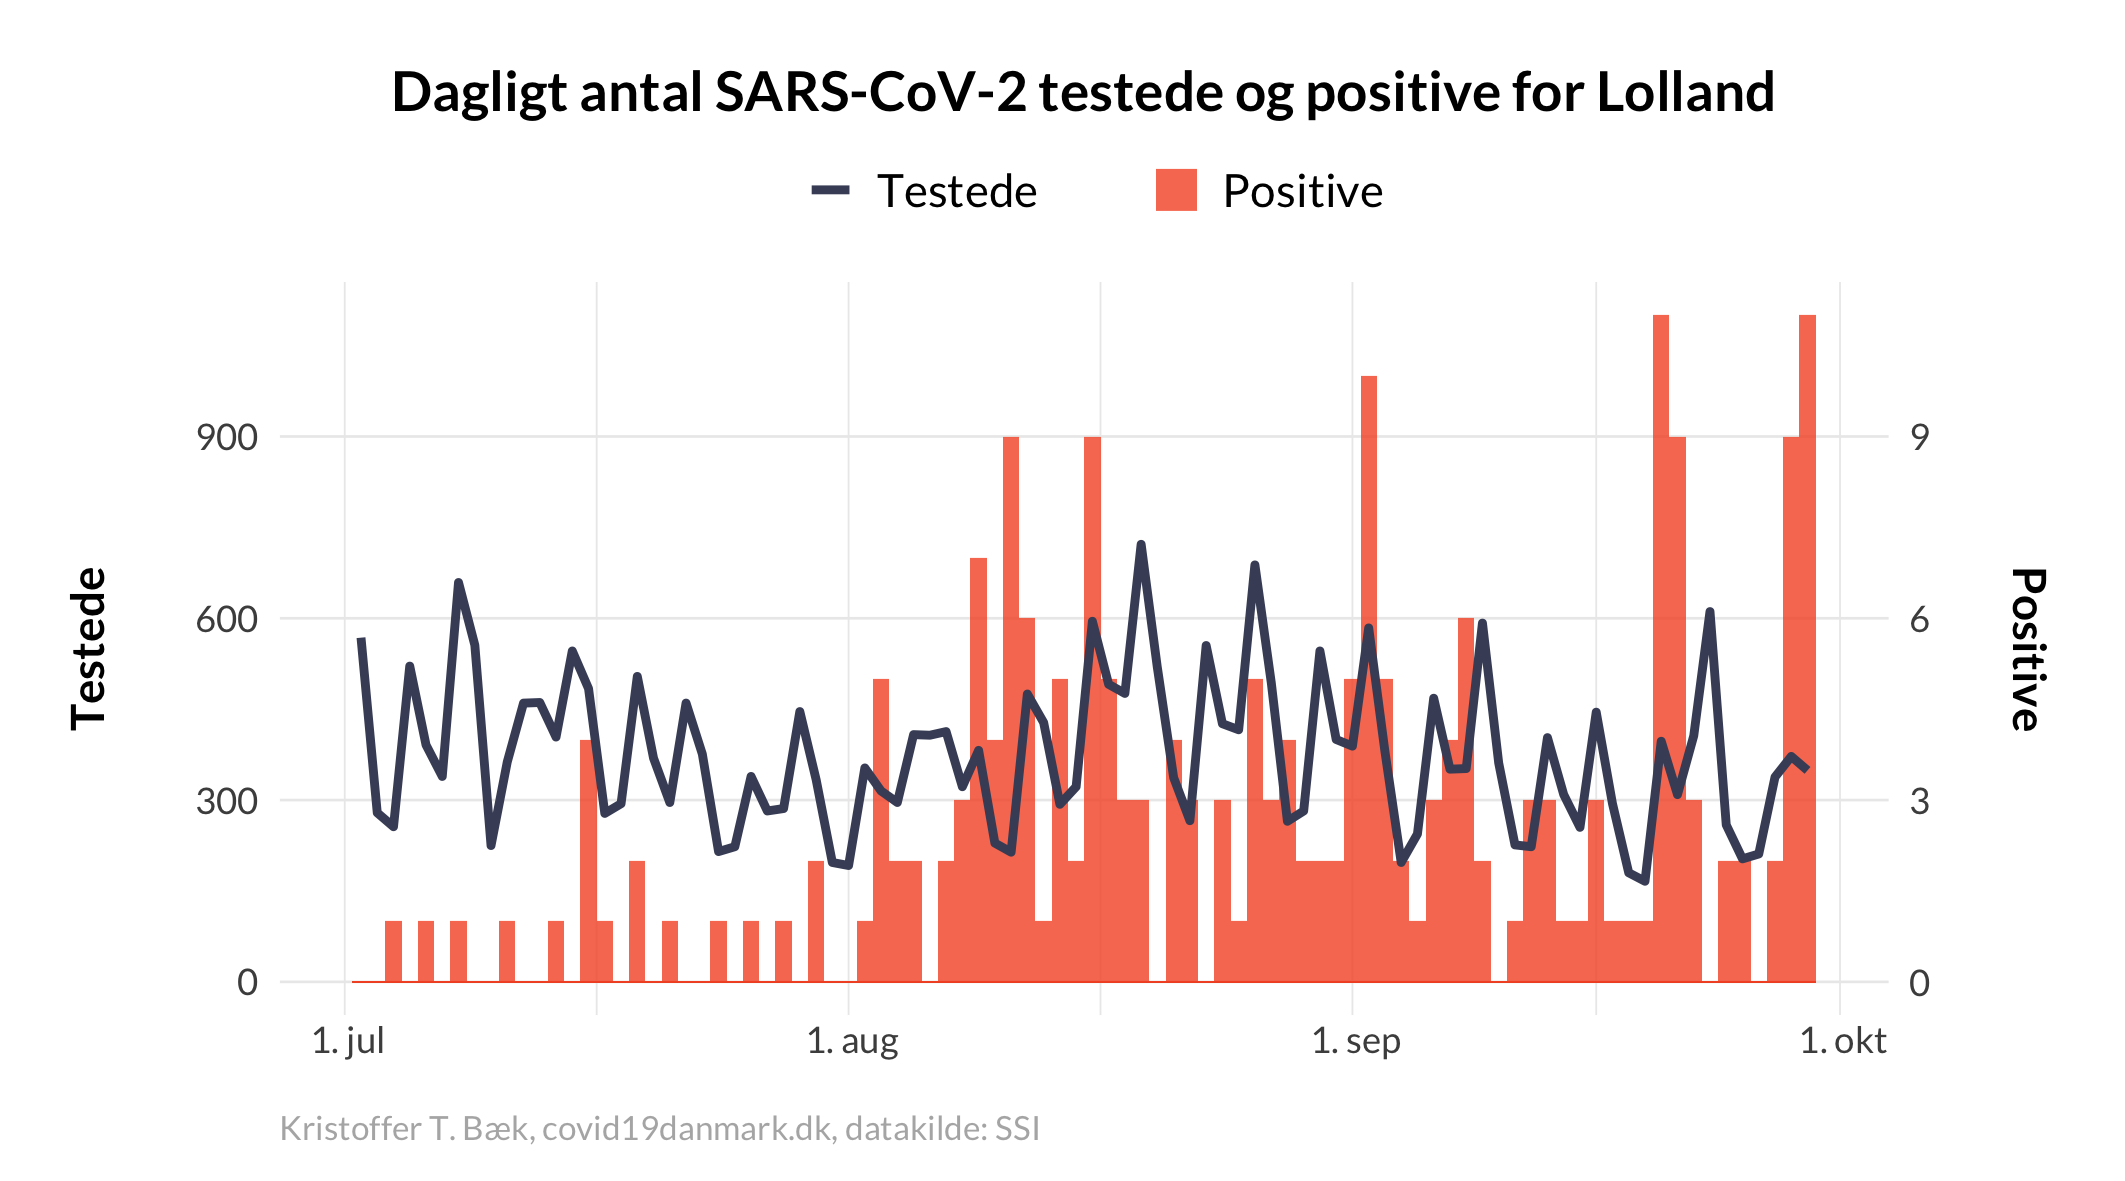 Dagligt antal SARS-CoV-2 testede og positive for Lolland
Testede Positive
Testede
Positive
900
600
300
0
9
6
3
0
1. jul 1. aug 1. sep 1. okt
Kristoffer T. Bæk, covid19danmark.dk, datakilde: SSI